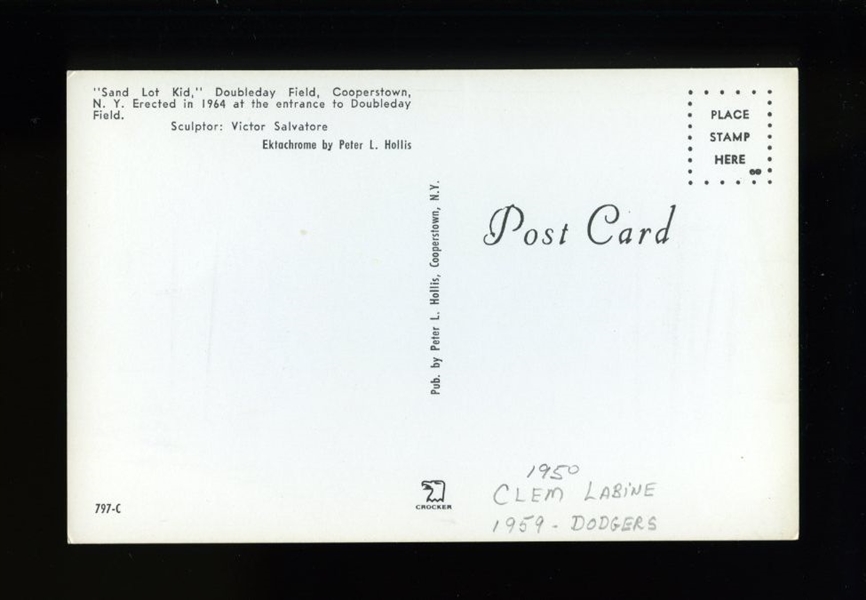 "Sand Lot Kid," Doubleday Field, Cooperstown,
N. Y. Erected in 1964 at the entrance to Doubleday
Field.
Sculptor: Victor Salvatore
Ektachrome by Peter L. Hollis
PLACE
STAMP
HERE
Post Card
Pub. by Peter L. Hollis, Cooperstown, N.Y.
797-C
CROCKER
1950
CLEM LABINE
1959 - DODGERS